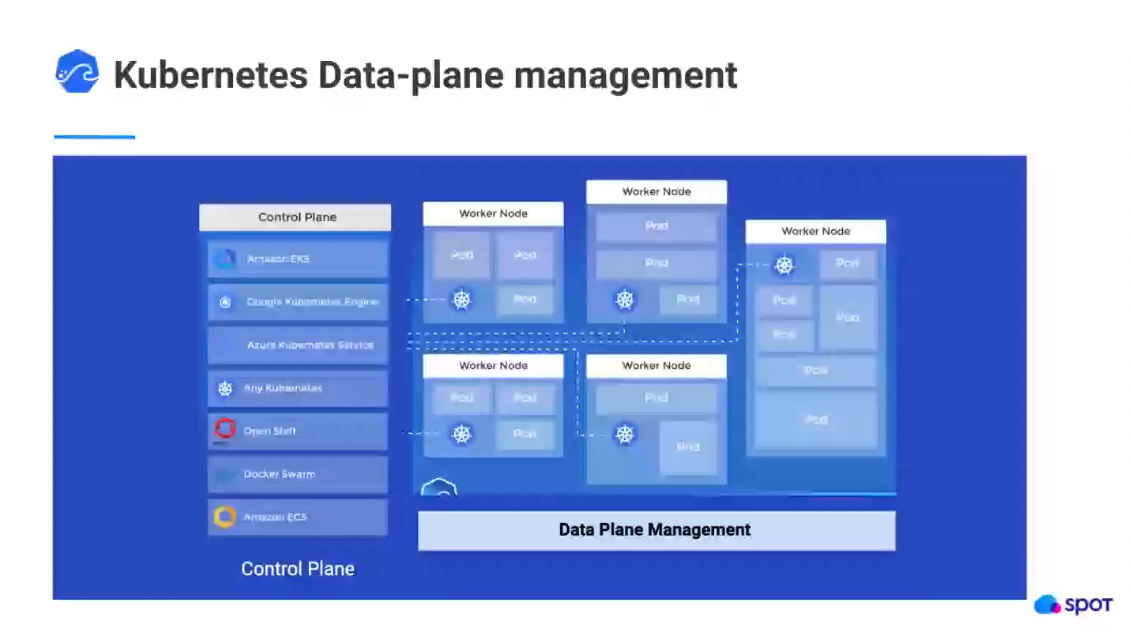 Kubernetes Data-plane management
Control Plane
Amazon EKS
Google Kubernetes Engine
Azure Kubernetes Service
Any Kubernetes
Open Shift
Docker Swarm
Amazon ECS
Control Plane
Worker Node
Pod
Pod
Pod
Worker Node
Pod
Pod
Pod
Worker Node
Pod
Pod
Pod
Pod
Pod
Pod
Worker Node
Pod
Pod
Pod
Worker Node
Pod
Pod
Data Plane Management
spot